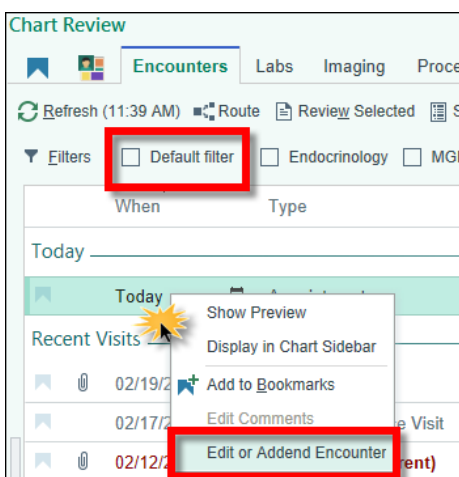 Chart Review
Encounters Labs Imaging Proce
Refresh (11:39 AM) Route Review Selected S
Filters Default filter Endocrinology MGI
When Type
Today
Today
Show Preview
Recent Visits
Display in Chart Sidebar
02/19/2
Add to Bookmarks
02/17/2 Edit Comments e Visit
02/12/2 Edit or Addend Encounter rent)